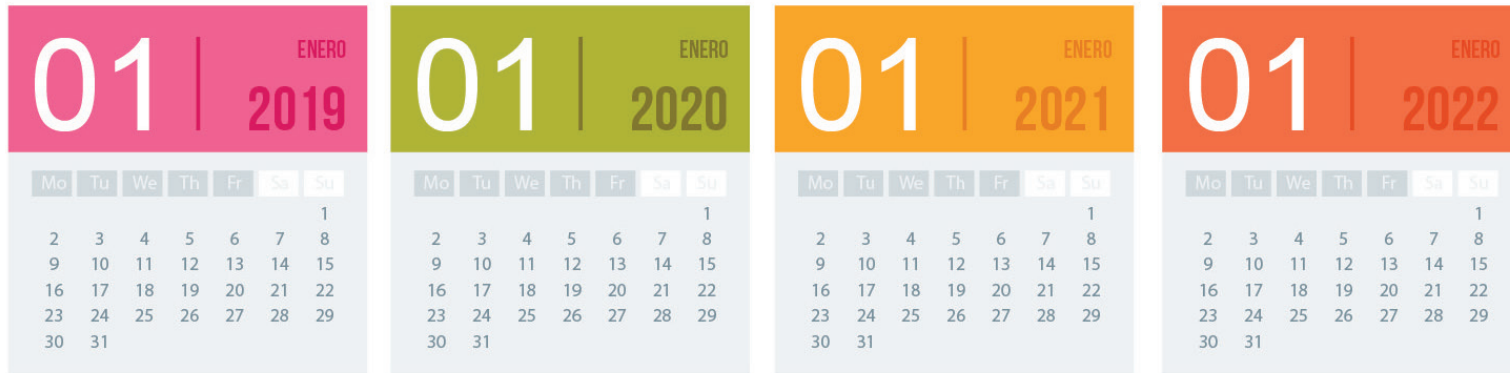 01 ENERO 2019
Mo Tu We Th Fr Sa Su
1
2 3 4 5 6 7 8
9 10 11 12 13 14 15
16 17 18 19 20 21 22
23 24 25 26 27 28 29
30 31
01 ENERO 2020
Mo Tu We Th Fr Sa Su
1
2 3 4 5 6 7 8
9 10 11 12 13 14 15
16 17 18 19 20 21 22
23 24 25 26 27 28 29
30 31
01 ENERO 2021
Mo Tu We Th Fr Sa Su
1
2 3 4 5 6 7 8
9 10 11 12 13 14 15
16 17 18 19 20 21 22
23 24 25 26 27 28 29
30 31
01 ENERO 2022
Mo Tu We Th Fr Sa Su
1
2 3 4 5 6 7 8
9 10 11 12 13 14 15
16 17 18 19 20 21 22
23 24 25 26 27 28 29
30 31